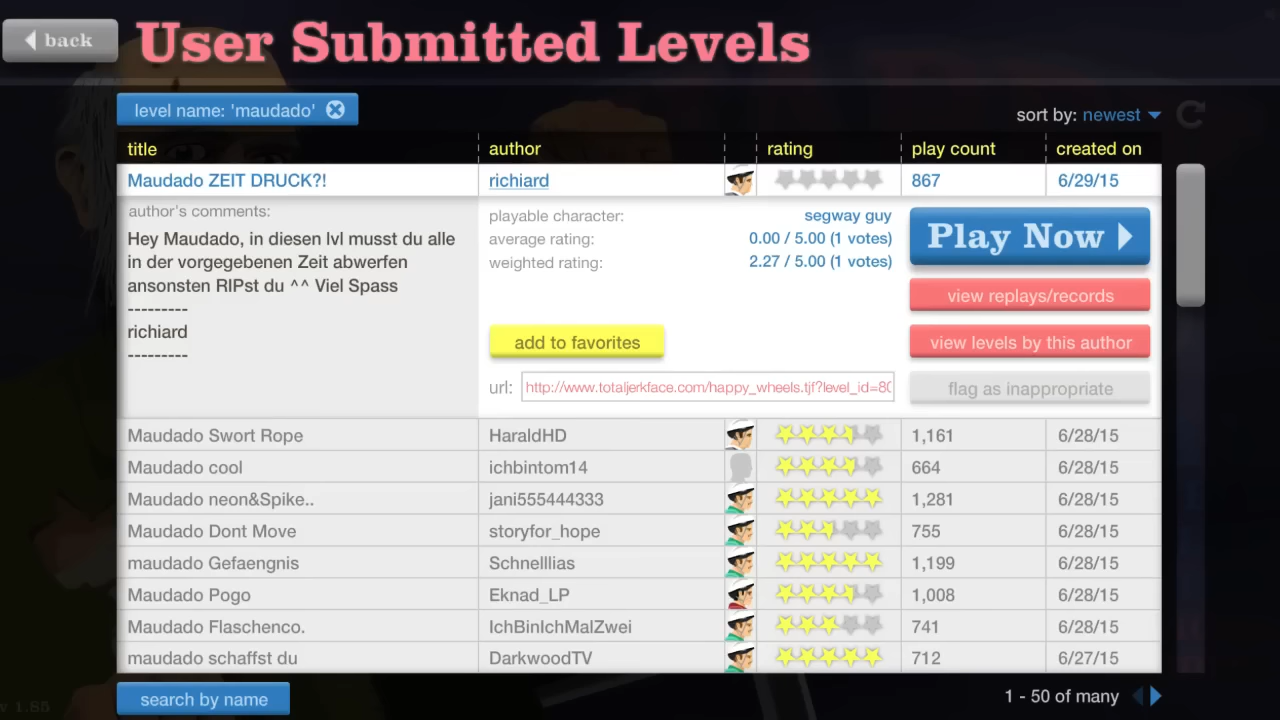 back
User Submitted Levels
level name: 'maudado'
sort by: newest
title author rating play count created on
Maudado ZEIT DRUCK?! richiard 867 6/29/15
author's comments:
Hey Maudado, in diesen lvl musst du alle
in der vorgegebenen Zeit abwerfen
ansonsten RIPst du ^^ Viel Spass
---------
richiard
---------
playable character: segway guy
average rating: 0.00 / 5.00 (1 votes)
weighted rating: 2.27 / 5.00 (1 votes)
add to favorites
url: http://www.totaljerkface.com/happy_wheels.tjf?level_id=80
Play Now
view replays/records
view levels by this author
flag as inappropriate
Maudado Swort Rope HaraldHD 1,161 6/28/15
Maudado cool ichbintom14 664 6/28/15
Maudado neon&Spike.. jani555444333 1,281 6/28/15
Maudado Dont Move storyfor_hope 755 6/28/15
maudado Gefaengnis Schnelllias 1,199 6/28/15
Maudado Pogo Eknad_LP 1,008 6/28/15
Maudado Flaschenco. IchBinIchMalZwei 741 6/28/15
maudado schaffst du DarkwoodTV 712 6/27/15
search by name
1 - 50 of many
v 1.85